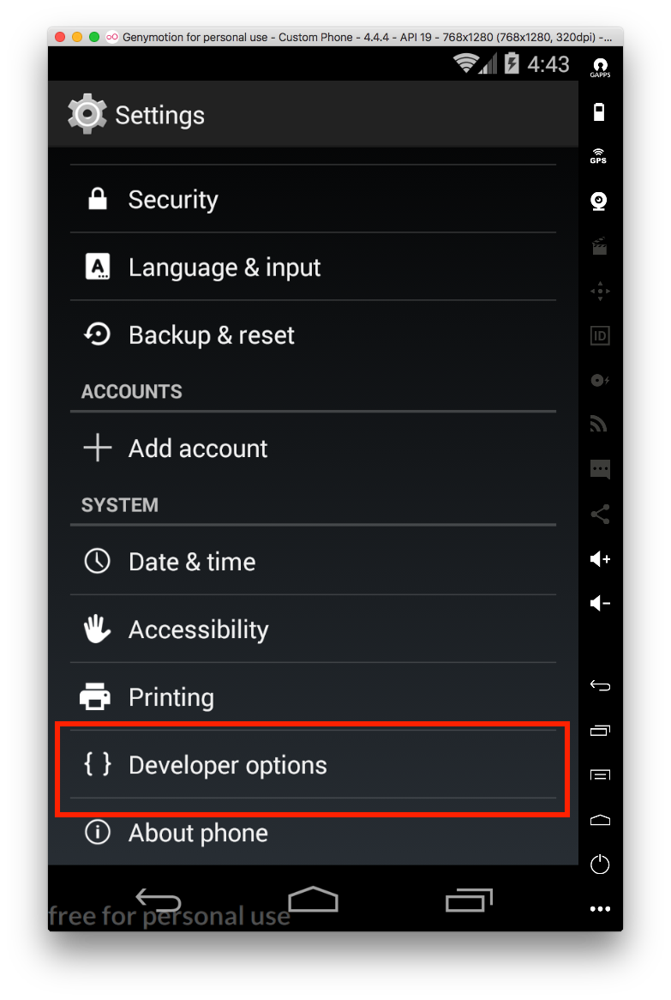 Genymotion for personal use - Custom Phone - 4.4.4 - API 19 - 768x1280 (768x1280, 320dpi) -...
4:43
GAPPS
Settings
GPS
Security
Language & input
A
Backup & reset
ID
ACCOUNTS
Add account
SYSTEM
Date & time
Accessibility
Printing
{ } Developer options
About phone
free for personal use